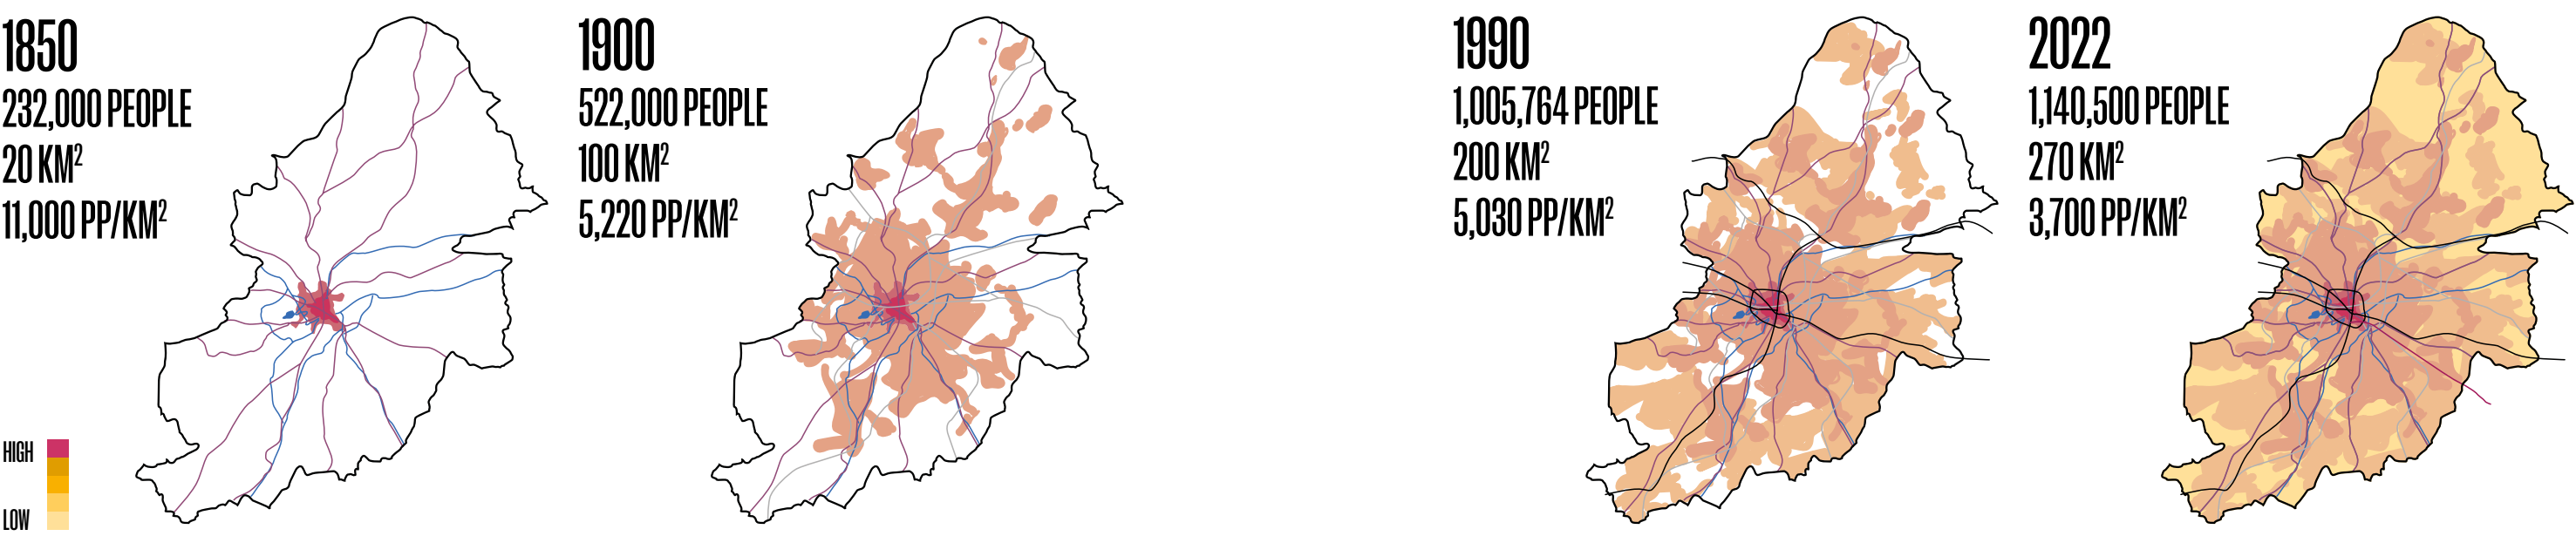 1850
232,000 PEOPLE
20 KM²
11,000 PP/KM²
1900
522,000 PEOPLE
100 KM²
5,220 PP/KM²
1990
1,005,764 PEOPLE
200 KM²
5,030 PP/KM²
2022
1,140,500 PEOPLE
270 KM²
3,700 PP/KM²
HIGH
LOW